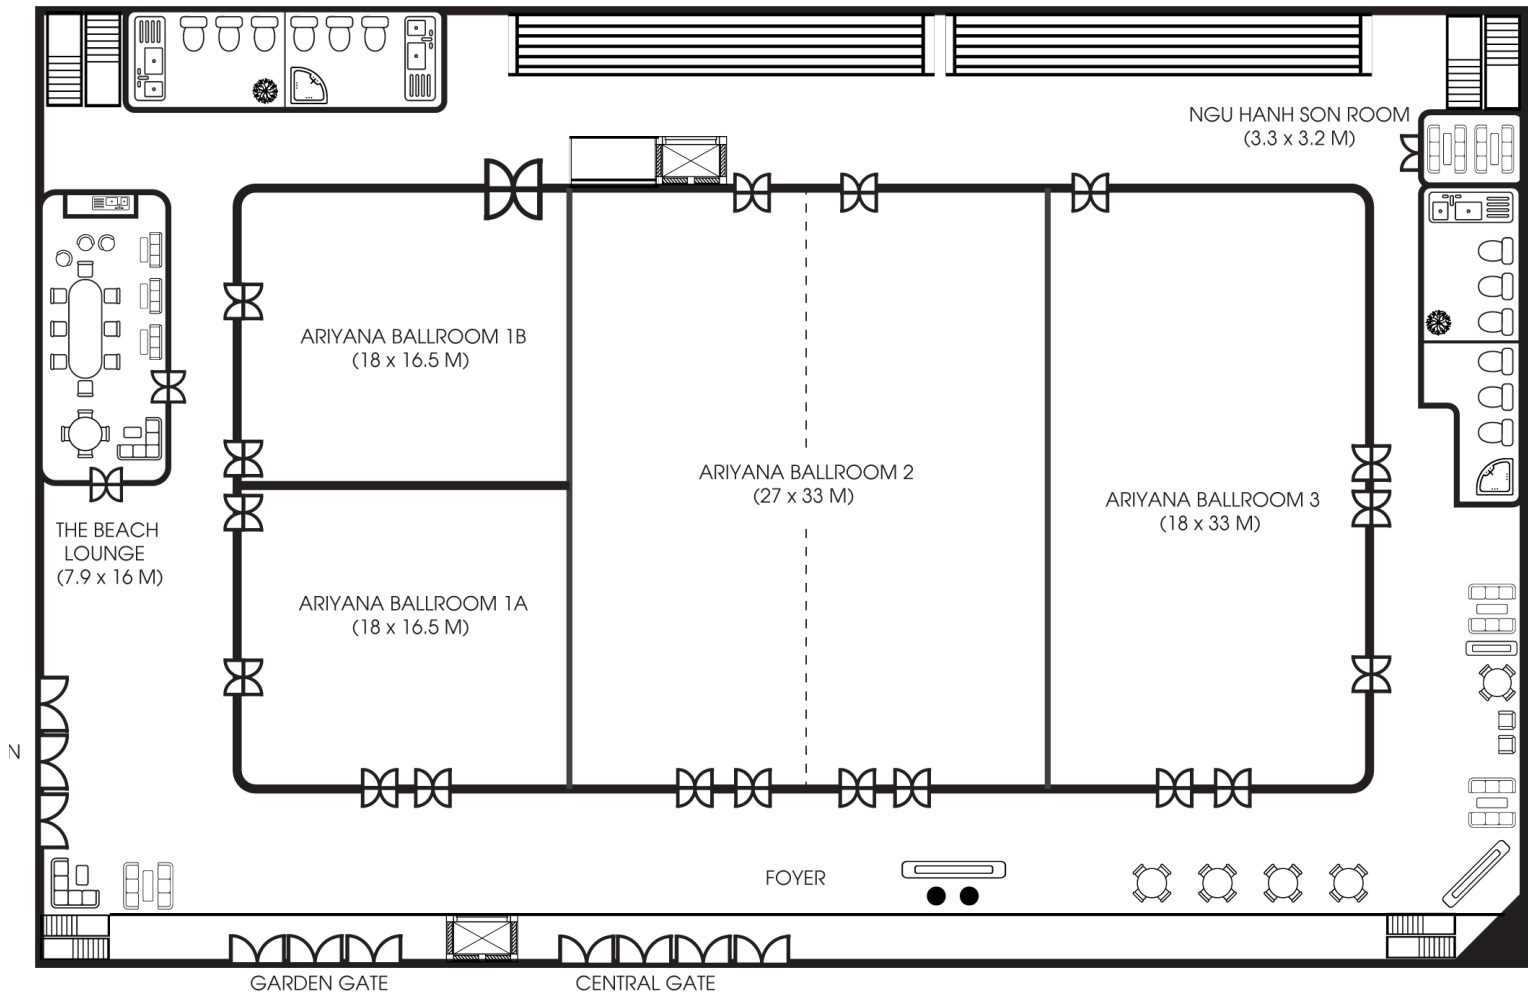 NGU HANH SON ROOM
(3.3 x 3.2 M)
ARIYANA BALLROOM 1B
(18 x 16.5 M)
ARIYANA BALLROOM 2
(27 x 33 M)
ARIYANA BALLROOM 3
(18 x 33 M)
THE BEACH
LOUNGE
(7.9 x 16 M)
ARIYANA BALLROOM 1A
(18 x 16.5 M)
FOYER
GARDEN GATE
CENTRAL GATE